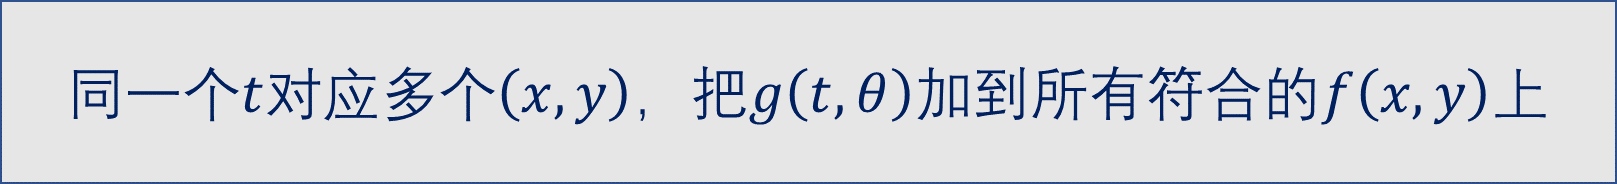 同一个t对应多个(x, y)，把g(t, θ)加到所有符合的f(x, y)上